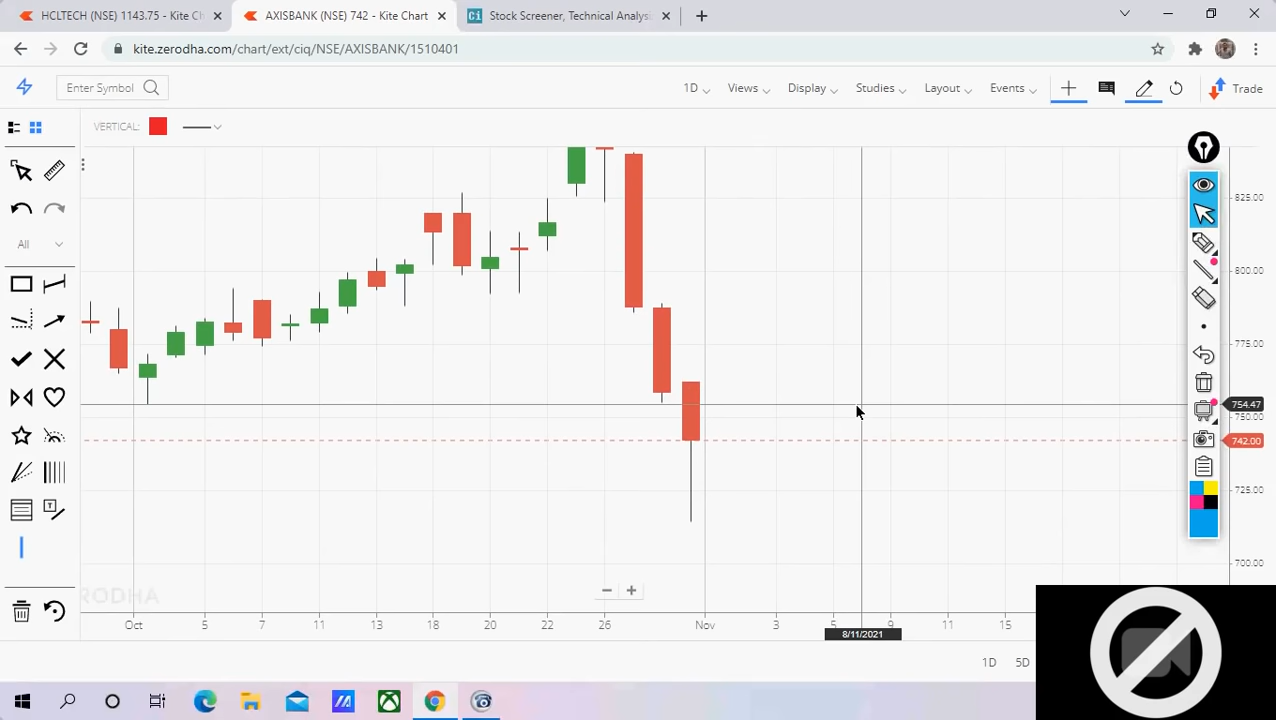 HCLTECH (NSE) 1143.75 - Kite Ch
AXISBANK (NSE) 742 - Kite Chart
Stock Screener, Technical Analysi
kite.zerodha.com/chart/ext/ciq/NSE/AXISBANK/1510401
Enter Symbol
1D
Views
Display
Studies
Layout
Events
Trade
VERTICAL:
All
825.00
800.00
775.00
754.47
750.00
742.00
725.00
700.00
RODHA
Oct
5
7
11
13
18
20
22
26
Nov
3
5
9
11
15
8/11/2021
1D
5D